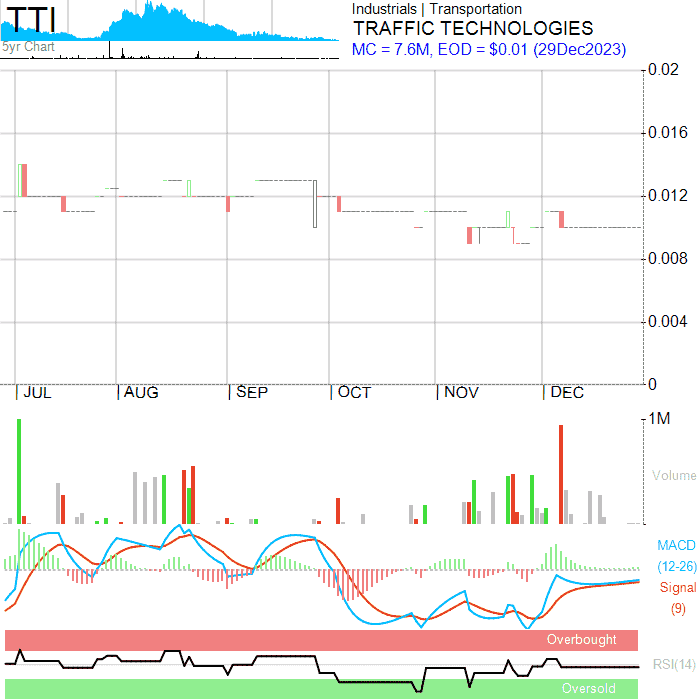 TTI
5yr Chart
Industrials | Transportation
TRAFFIC TECHNOLOGIES
MC = 7.6M, EOD = $0.01 (29Dec2023)
0.02
0.016
0.012
0.008
0.004
0
JUL
AUG
SEP
OCT
NOV
DEC
1M
Volume
MACD
(12-26)
Signal
(9)
Overbought
RSI(14)
Oversold